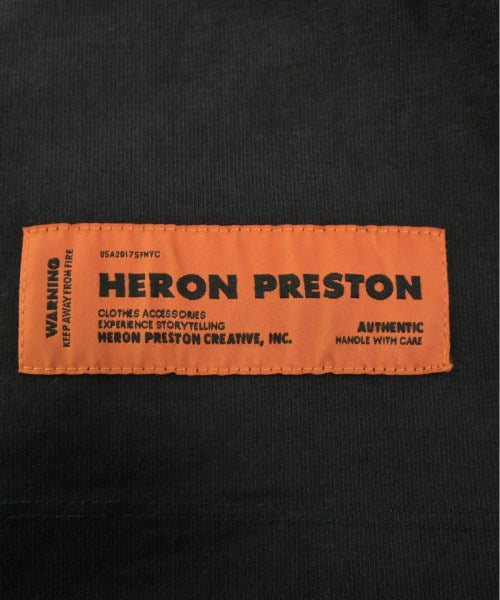 WARNING
KEEP AWAY FROM FIRE
USA2017SFNYC
HERON PRESTON
CLOTHES ACCESSORIES
EXPERIENCE STORYTELLING
HERON PRESTON CREATIVE, INC.
AUTHENTIC
HANDLE WITH CARE